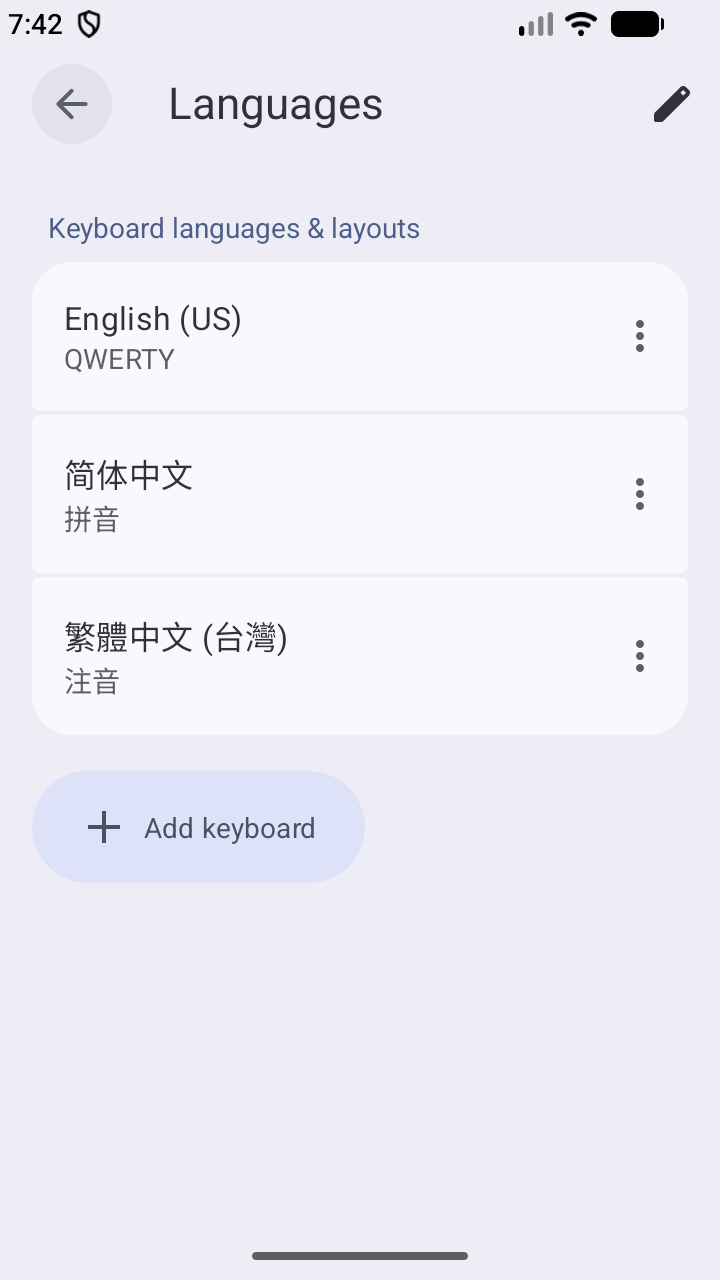 7:42
Languages
Keyboard languages & layouts
English (US)
QWERTY
简体中文
拼音
繁體中文 (台灣)
注音
Add keyboard